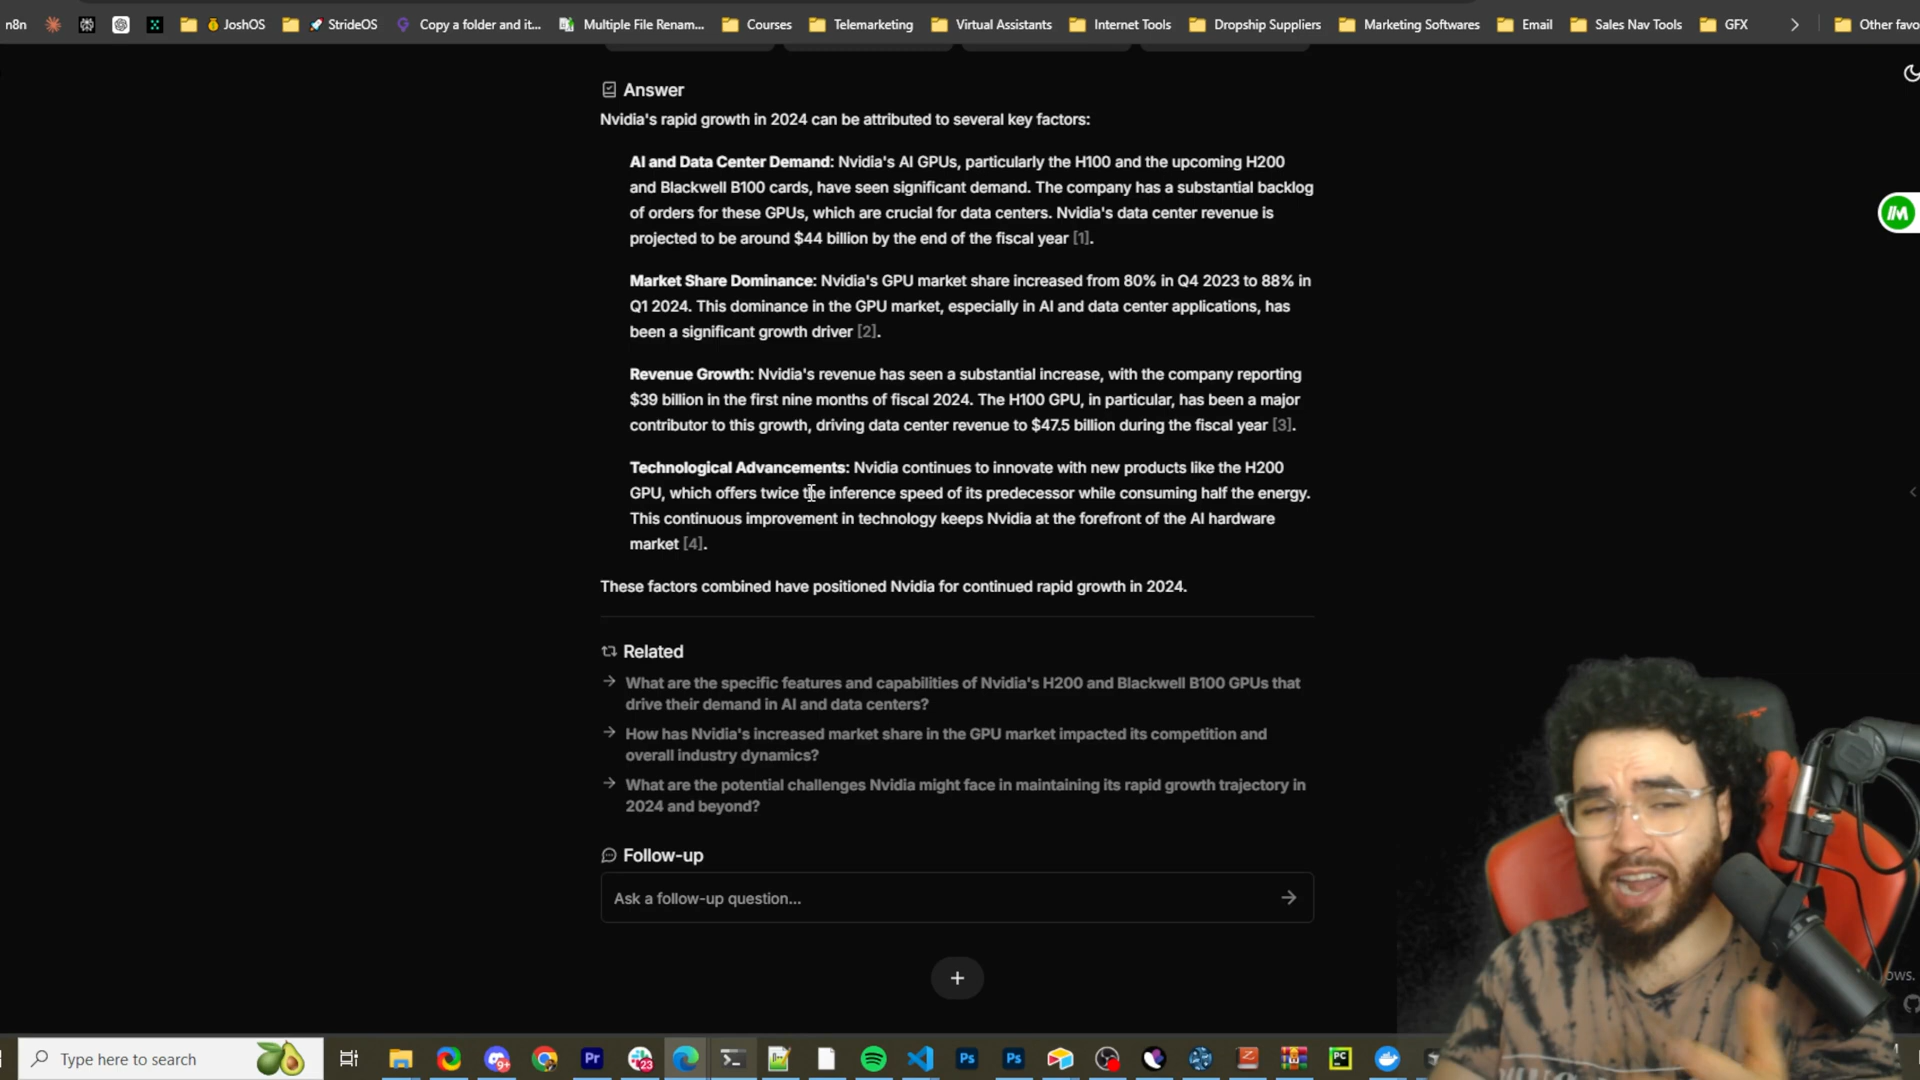 n8n JoshOS StrideOS Copy a folder and it... Multiple File Renam... Courses Telemarketing Virtual Assistants Internet Tools Dropship Suppliers Marketing Softwares Email Sales Nav Tools GFX Other favo
Answer
Nvidia's rapid growth in 2024 can be attributed to several key factors:
AI and Data Center Demand: Nvidia's AI GPUs, particularly the H100 and the upcoming H200
and Blackwell B100 cards, have seen significant demand. The company has a substantial backlog
of orders for these GPUs, which are crucial for data centers. Nvidia's data center revenue is
projected to be around $44 billion by the end of the fiscal year [1].
Market Share Dominance: Nvidia's GPU market share increased from 80% in Q4 2023 to 88% in
Q1 2024. This dominance in the GPU market, especially in AI and data center applications, has
been a significant growth driver [2].
Revenue Growth: Nvidia's revenue has seen a substantial increase, with the company reporting
$39 billion in the first nine months of fiscal 2024. The H100 GPU, in particular, has been a major
contributor to this growth, driving data center revenue to $47.5 billion during the fiscal year [3].
Technological Advancements: Nvidia continues to innovate with new products like the H200
GPU, which offers twice the inference speed of its predecessor while consuming half the energy.
This continuous improvement in technology keeps Nvidia at the forefront of the AI hardware
market [4].
These factors combined have positioned Nvidia for continued rapid growth in 2024.
Related
What are the specific features and capabilities of Nvidia's H200 and Blackwell B100 GPUs that
drive their demand in AI and data centers?
How has Nvidia's increased market share in the GPU market impacted its competition and
overall industry dynamics?
What are the potential challenges Nvidia might face in maintaining its rapid growth trajectory in
2024 and beyond?
Follow-up
Ask a follow-up question...
ows.
Type here to search Pr 23 Ps Ps PC